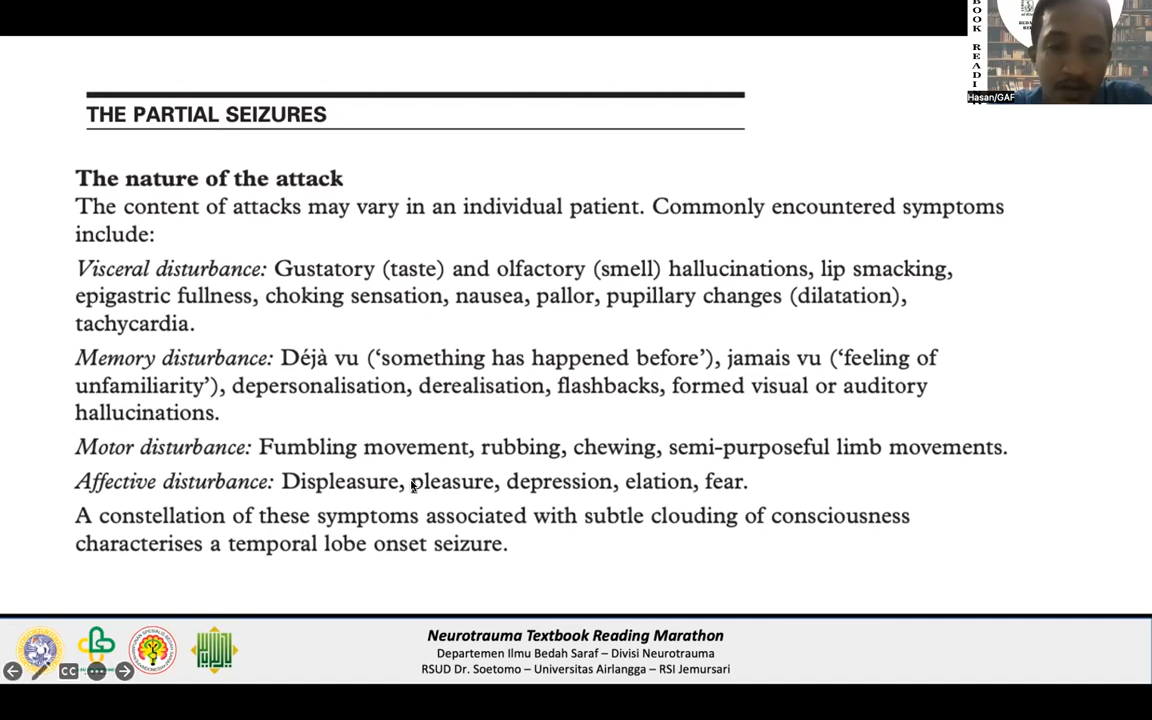 BOOK READI
Hasan/GAF
THE PARTIAL SEIZURES
The nature of the attack
The content of attacks may vary in an individual patient. Commonly encountered symptoms
include:
Visceral disturbance: Gustatory (taste) and olfactory (smell) hallucinations, lip smacking,
epigastric fullness, choking sensation, nausea, pallor, pupillary changes (dilatation),
tachycardia.
Memory disturbance: Déjà vu (‘something has happened before’), jamais vu (‘feeling of
unfamiliarity’), depersonalisation, derealisation, flashbacks, formed visual or auditory
hallucinations.
Motor disturbance: Fumbling movement, rubbing, chewing, semi-purposeful limb movements.
Affective disturbance: Displeasure, pleasure, depression, elation, fear.
A constellation of these symptoms associated with subtle clouding of consciousness
characterises a temporal lobe onset seizure.
Neurotrauma Textbook Reading Marathon
Departemen Ilmu Bedah Saraf – Divisi Neurotrauma
RSUD Dr. Soetomo – Universitas Airlangga – RSI Jemursari
CC